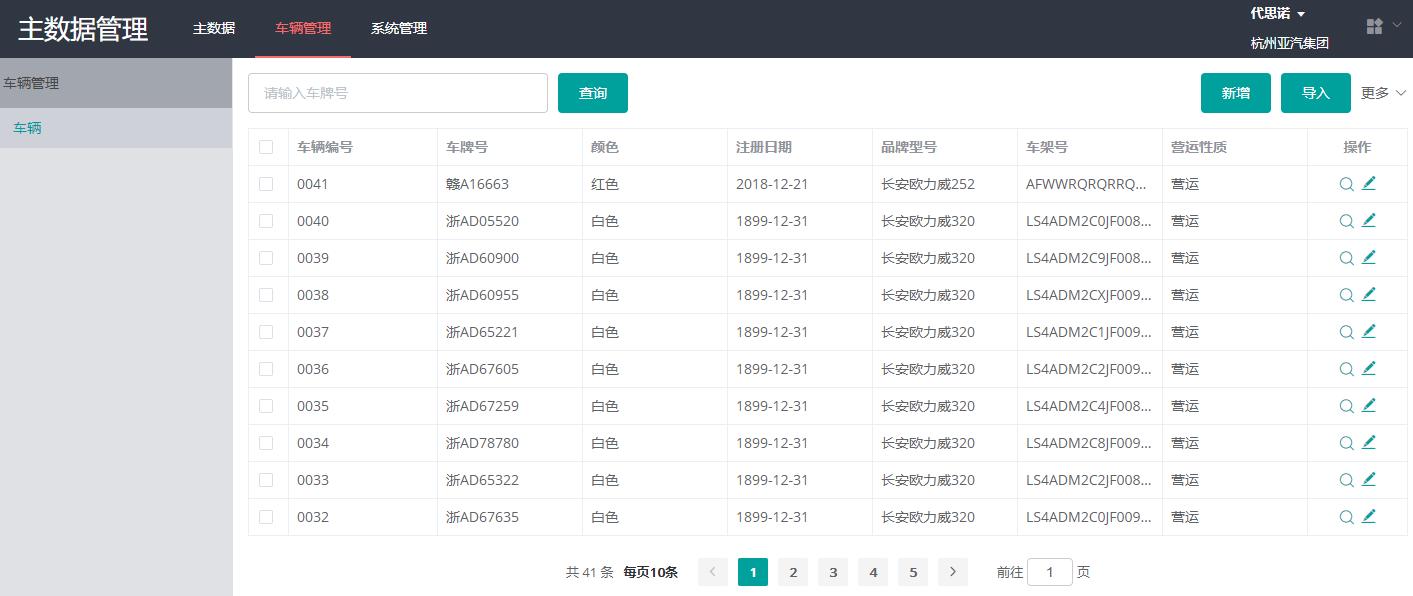 主数据管理 主数据 车辆管理 系统管理 代思诺
杭州亚汽集团
车辆管理
车辆
请输入车牌号 查询 新增 导入 更多
车辆编号 车牌号 颜色 注册日期 品牌型号 车架号 营运性质 操作
0041 赣A16663 红色 2018-12-21 长安欧力威252 AFWWRQRQRRQ... 营运
0040 浙AD05520 白色 1899-12-31 长安欧力威320 LS4ADM2C0JF008... 营运
0039 浙AD60900 白色 1899-12-31 长安欧力威320 LS4ADM2C9JF008... 营运
0038 浙AD60955 白色 1899-12-31 长安欧力威320 LS4ADM2CXJF009... 营运
0037 浙AD65221 白色 1899-12-31 长安欧力威320 LS4ADM2C1JF009... 营运
0036 浙AD67605 白色 1899-12-31 长安欧力威320 LS4ADM2C2JF009... 营运
0035 浙AD67259 白色 1899-12-31 长安欧力威320 LS4ADM2C4JF008... 营运
0034 浙AD78780 白色 1899-12-31 长安欧力威320 LS4ADM2C8JF009... 营运
0033 浙AD65322 白色 1899-12-31 长安欧力威320 LS4ADM2C2JF008... 营运
0032 浙AD67635 白色 1899-12-31 长安欧力威320 LS4ADM2C0JF009... 营运
共 41 条 每页10条 1 2 3 4 5 前往 1 页